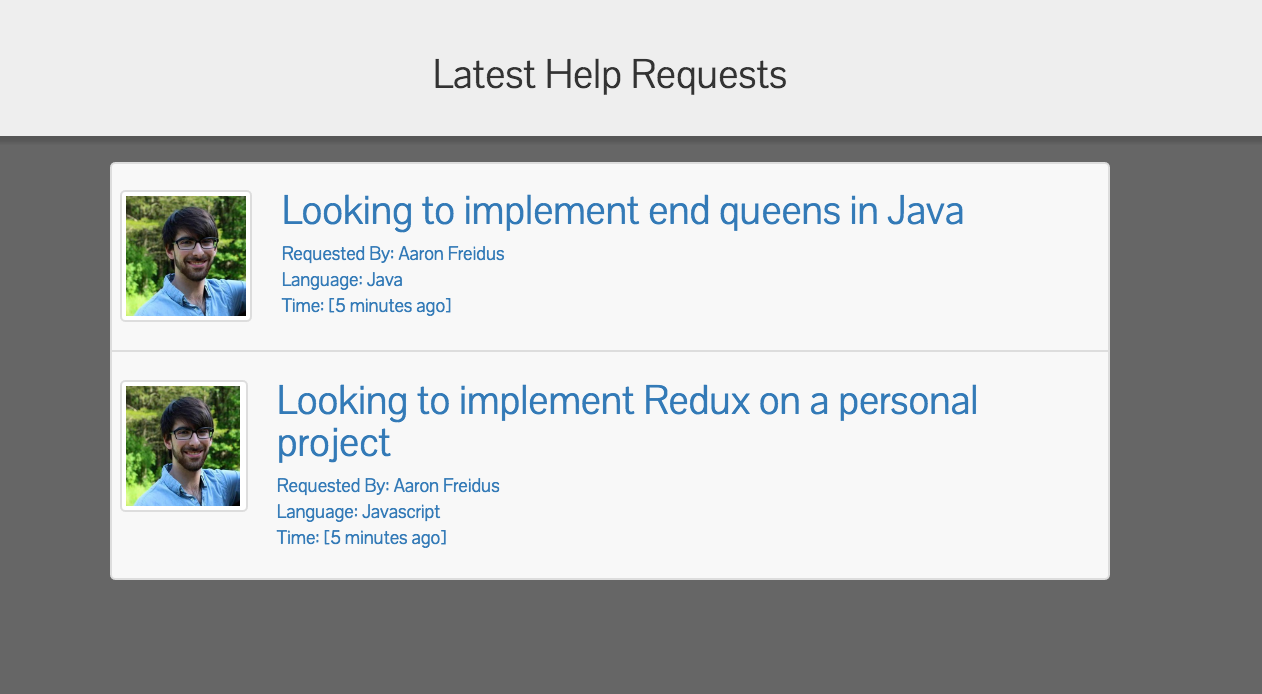 Latest Help Requests
Looking to implement end queens in Java
Requested By: Aaron Freidus
Language: Java
Time: [5 minutes ago]
Looking to implement Redux on a personal
project
Requested By: Aaron Freidus
Language: Javascript
Time: [5 minutes ago]